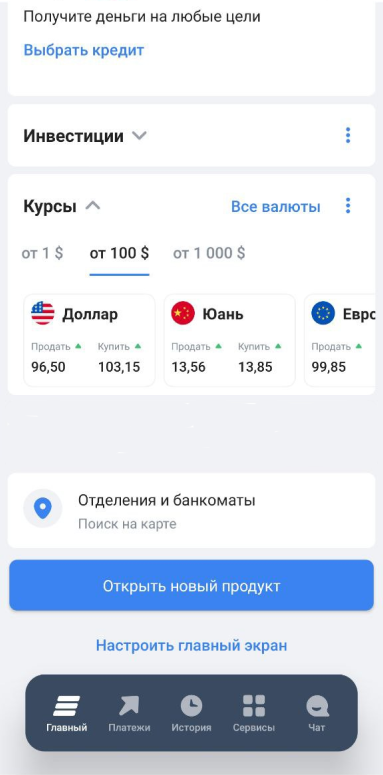 Получите деньги на любые цели
Выбрать кредит
Инвестиции
Курсы Все валюты
от 1 $ от 100 $ от 1 000 $
Доллар Юань Евро
Продать Купить Продать Купить Продать
96,50 103,15 13,56 13,85 99,85
Отделения и банкоматы
Поиск на карте
Открыть новый продукт
Настроить главный экран
Главный Платежи История Сервисы Чат